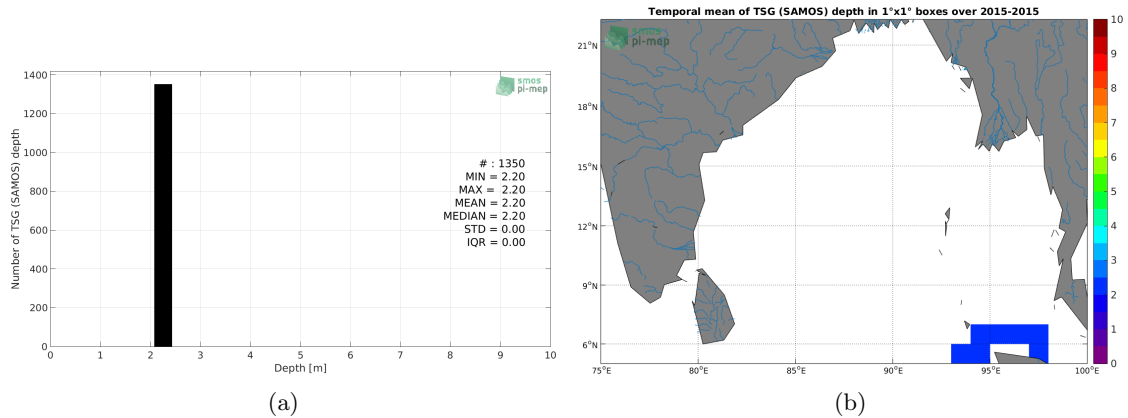 1400
1200
1000
800
600
400
200
0
Number of TSG (SAMOS) depth
0 1 2 3 4 5 6 7 8 9 10
Depth [m]
smos
pi-mep
# : 1350
MIN = 2.20
MAX = 2.20
MEAN = 2.20
MEDIAN = 2.20
STD = 0.00
IQR = 0.00
(a)
Temporal mean of TSG (SAMOS) depth in 1°x1° boxes over 2015-2015
smos
pi-mep
21°N
18°N
15°N
12°N
9°N
6°N
75°E 80°E 85°E 90°E 95°E 100°E
10
9
8
7
6
5
4
3
2
1
0
(b)